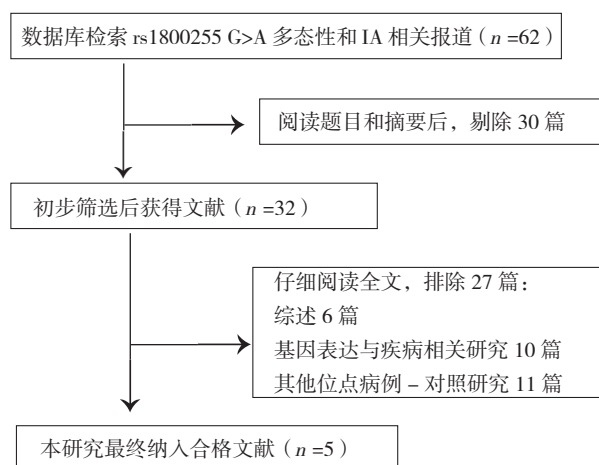 数据库检索 rs1800255 G>A 多态性和 IA 相关报道（n =62）
阅读题目和摘要后，剔除 30 篇
初步筛选后获得文献（n =32）
仔细阅读全文，排除 27 篇：
综述 6 篇
基因表达与疾病相关研究 10 篇
其他位点病例 – 对照研究 11 篇
本研究最终纳入合格文献（n =5）